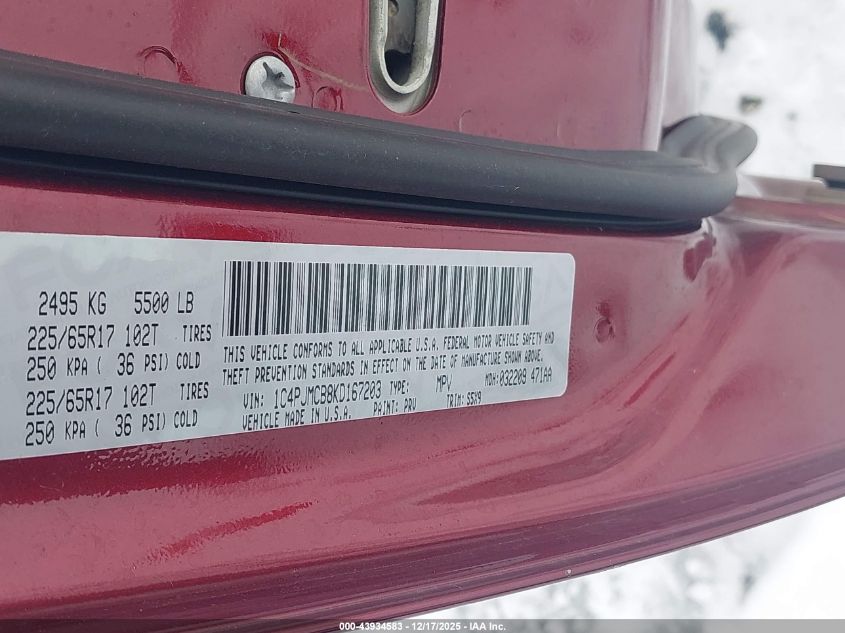 2495 KG 5500 LB
225/65R17 102T TIRES
250 KPA ( 36 PSI) COLD
225/65R17 102T TIRES
250 KPA ( 36 PSI) COLD
THIS VEHICLE CONFORMS TO ALL APPLICABLE U.S.A. FEDERAL MOTOR VEHICLE SAFETY AND
THEFT PREVENTION STANDARDS IN EFFECT ON THE DATE OF MANUFACTURE SHOWN ABOVE.
VIN: 1C4PJMCB8KD167203 TYPE: MPV MDH:032209 471AA
VEHICLE MADE IN U.S.A. PAINT: PRV TRIM: S5X9
000-43934583 - 12/17/2025 - IAA Inc.